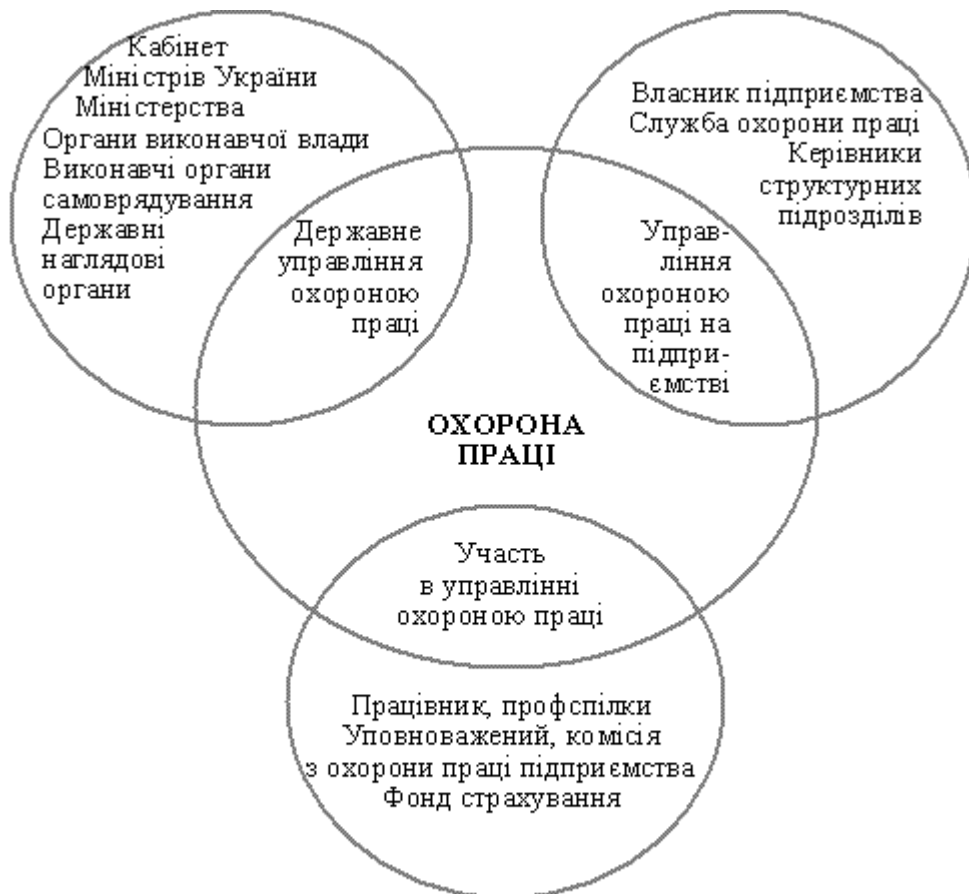 Кабінет
Міністрів України
Міністерства
Органи виконавчої влади
Виконавчі органи
самоврядування
Державні
наглядові
органи
Державне
управління
охороною
праці
Власник підприємства
Служба охорони праці
Керівники
структурних
підрозділів
Управ-
ління
охороною
праці на
підпри-
ємстві
ОХОРОНА
ПРАЦІ
Участь
в управлінні
охороною праці
Працівник, профспілки
Уповноважений, комісія
з охорони праці підприємства
Фонд страхування